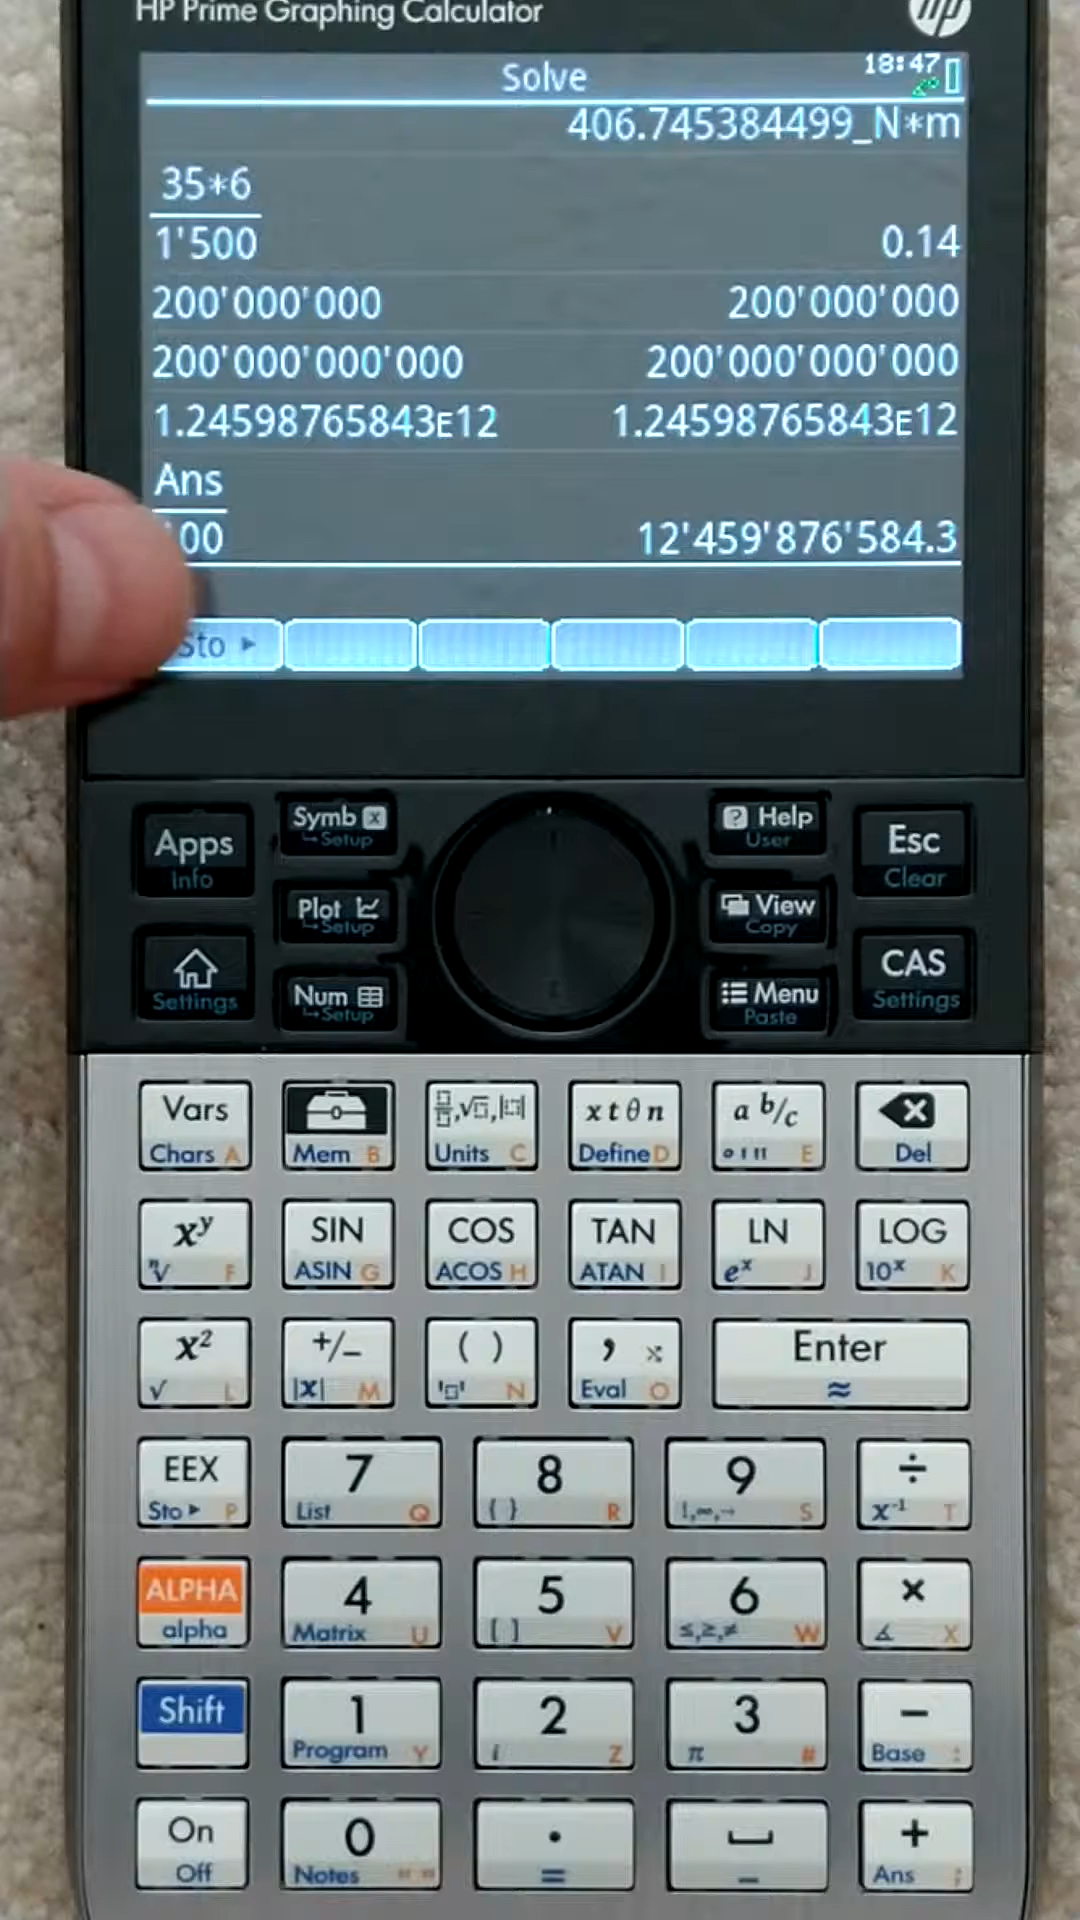 HP Prime Graphing Calculator
hp
Solve
18:47
406.745384499_N*m
35*6
1'500
0.14
200'000'000 200'000'000
200'000'000'000 200'000'000'000
1.24598765843E12 1.24598765843E12
Ans
00
12'459'876'584.3
Sto ►
Apps
Info
Symb
Setup
Help
User
Esc
Clear
Plot
Setup
View
Copy
Settings
Num
Setup
Menu
Paste
CAS
Settings
Vars
Chars A
Mem B
Units C
x t θ n
Define D
a b/c
E
Del
xʸ
F
SIN
ASIN G
COS
ACOS H
TAN
ATAN I
LN
eˣ J
LOG
10ˣ K
x²
√ L
+/-
|x| M
( )
N
,
Eval O
Enter
≈
EEX
Sto ► P
7
List Q
8
{ } R
9
S
÷
x⁻¹ T
ALPHA
alpha
4
Matrix U
5
[ ] V
6
≤,≥,≠ W
×
∡ X
Shift
1
Program Y
2
i Z
3
π #
−
Base :
On
Off
0
Notes " "
.
=
_
+
Ans ;